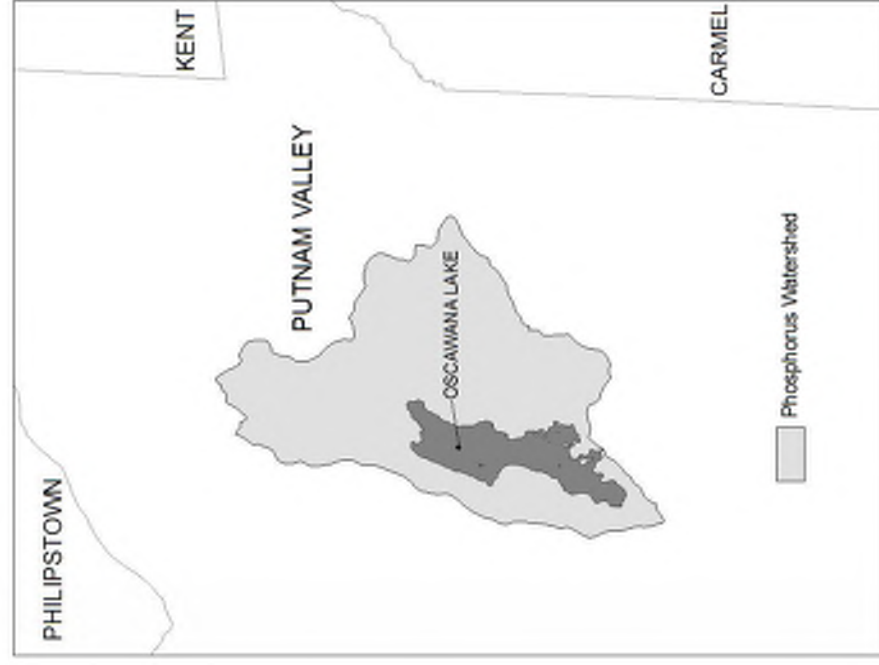 PHILIPSTOWN
KENT
PUTNAM VALLEY
OSCAWANA LAKE
CARMEL
Phosphorus Watershed